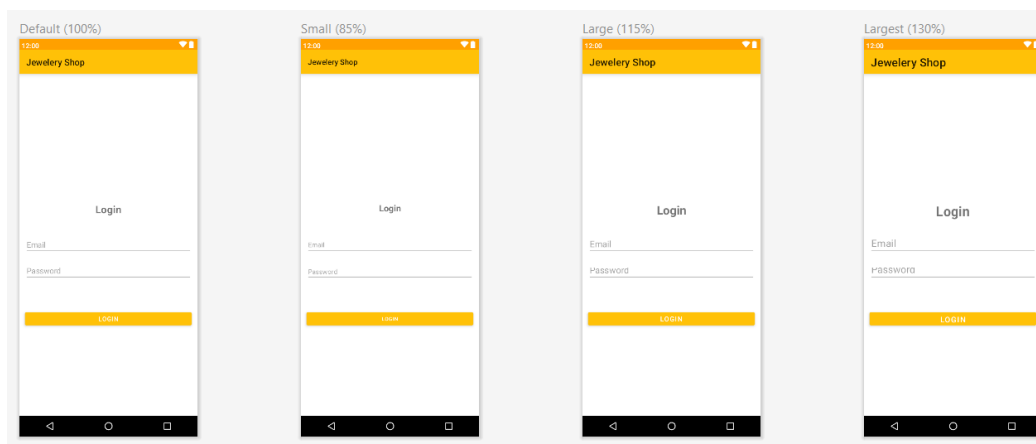 Default (100%)
12:00
Jewelery Shop
Login
Email
Password
LOGIN
Small (85%)
12:00
Jewelery Shop
Login
Email
Password
LOGIN
Large (115%)
12:00
Jewelery Shop
Login
Email
Password
LOGIN
Largest (130%)
12:00
Jewelery Shop
Login
Email
Password
LOGIN